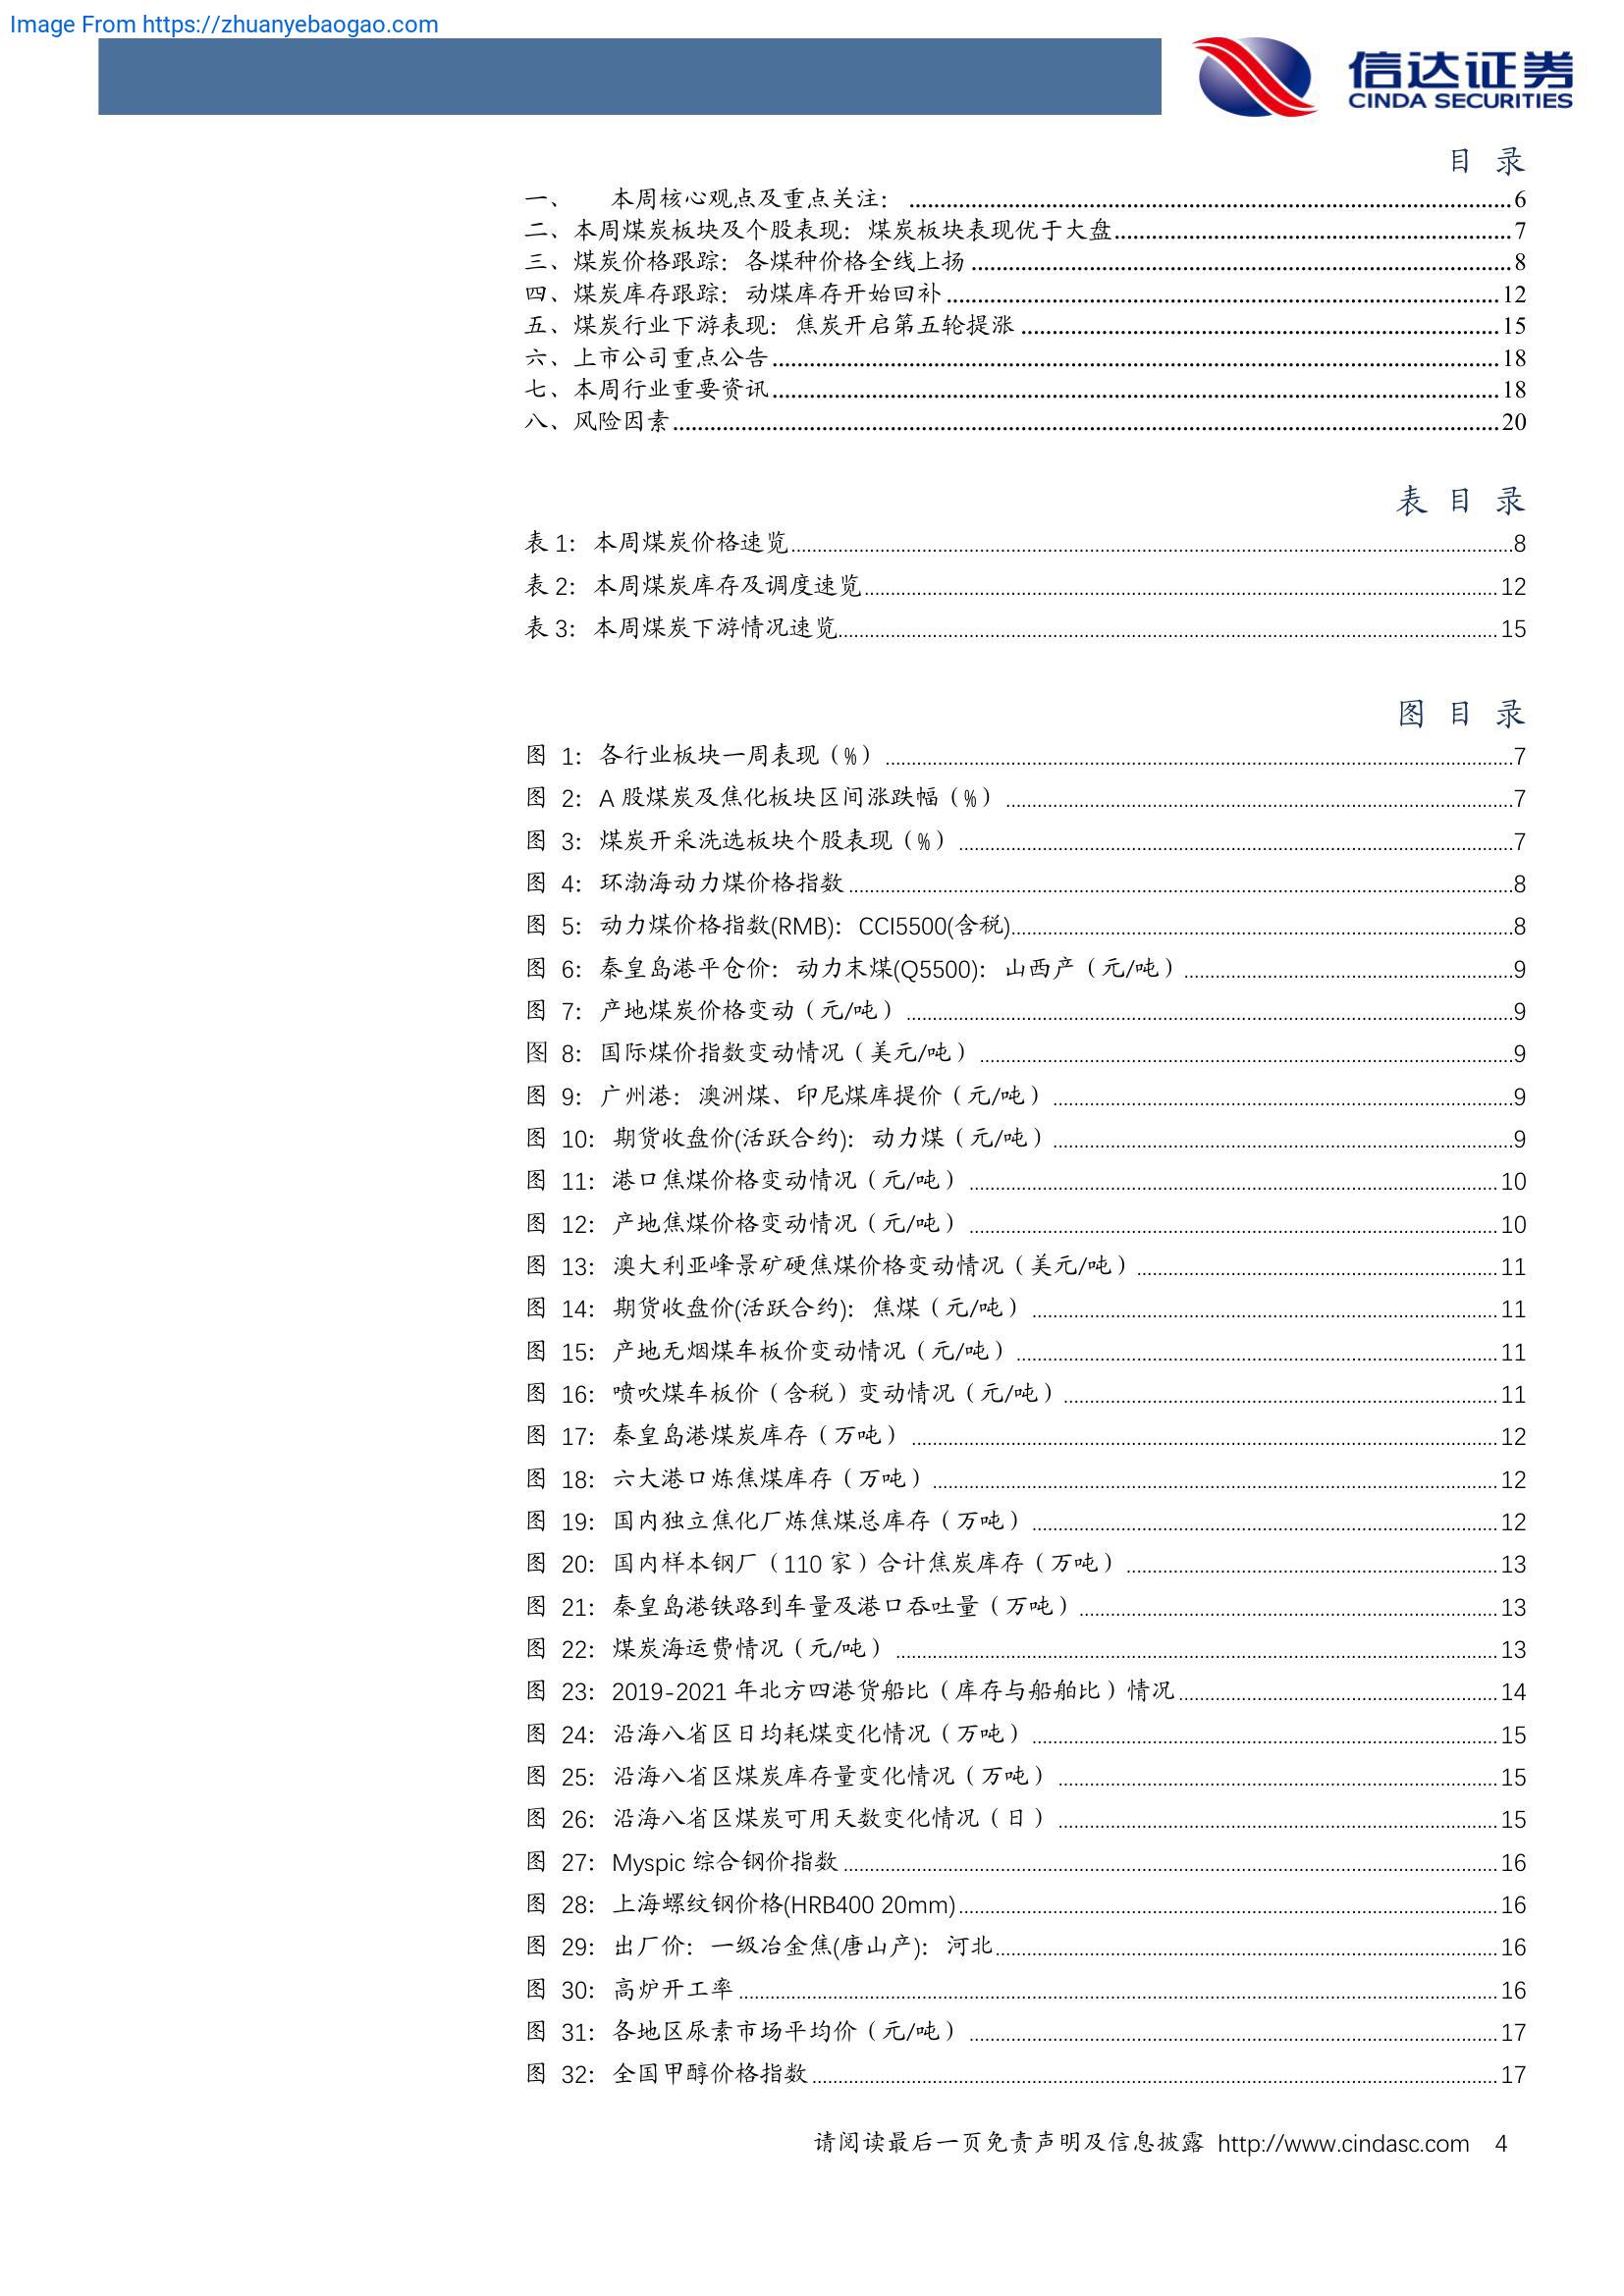 Image From https://zhuanyebaogao.com
信达证券
CINDA SECURITIES
目 录
一、 本周核心观点及重点关注： ........ 6
二、本周煤炭板块及个股表现：煤炭板块表现优于大盘 ........ 7
三、煤炭价格跟踪：各煤种价格全线上扬 ........ 8
四、煤炭库存跟踪：动煤库存开始回补 ........ 12
五、煤炭行业下游表现：焦炭开启第五轮提涨 ........ 15
六、上市公司重点公告 ........ 18
七、本周行业重要资讯 ........ 18
八、风险因素 ........ 20
表 目 录
表 1：本周煤炭价格速览 ........ 8
表 2：本周煤炭库存及调度速览 ........ 12
表 3：本周煤炭下游情况速览 ........ 15
图 目 录
图 1：各行业板块一周表现（%） ........ 7
图 2：A 股煤炭及焦化板块区间涨跌幅（%） ........ 7
图 3：煤炭开采洗选板块个股表现（%） ........ 7
图 4：环渤海动力煤价格指数 ........ 8
图 5：动力煤价格指数(RMB)：CCI5500(含税) ........ 8
图 6：秦皇岛港平仓价：动力末煤(Q5500)：山西产（元/吨） ........ 9
图 7：产地煤炭价格变动（元/吨） ........ 9
图 8：国际煤价指数变动情况（美元/吨） ........ 9
图 9：广州港：澳洲煤、印尼煤库提价（元/吨） ........ 9
图 10：期货收盘价(活跃合约)：动力煤（元/吨） ........ 9
图 11：港口焦煤价格变动情况（元/吨） ........ 10
图 12：产地焦煤价格变动情况（元/吨） ........ 10
图 13：澳大利亚峰景矿硬焦煤价格变动情况（美元/吨） ........ 11
图 14：期货收盘价(活跃合约)：焦煤（元/吨） ........ 11
图 15：产地无烟煤车板价变动情况（元/吨） ........ 11
图 16：喷吹煤车板价（含税）变动情况（元/吨） ........ 11
图 17：秦皇岛港煤炭库存（万吨） ........ 12
图 18：六大港口炼焦煤库存（万吨） ........ 12
图 19：国内独立焦化厂炼焦煤总库存（万吨） ........ 12
图 20：国内样本钢厂（110 家）合计焦炭库存（万吨） ........ 13
图 21：秦皇岛港铁路到车量及港口吞吐量（万吨） ........ 13
图 22：煤炭海运费情况（元/吨） ........ 13
图 23：2019-2021 年北方四港货船比（库存与船舶比）情况 ........ 14
图 24：沿海八省区日均耗煤变化情况（万吨） ........ 15
图 25：沿海八省区煤炭库存量变化情况（万吨） ........ 15
图 26：沿海八省区煤炭可用天数变化情况（日） ........ 15
图 27：Myspic 综合钢价指数 ........ 16
图 28：上海螺纹钢价格(HRB400 20mm) ........ 16
图 29：出厂价：一级冶金焦(唐山产)：河北 ........ 16
图 30：高炉开工率 ........ 16
图 31：各地区尿素市场平均价（元/吨） ........ 17
图 32：全国甲醇价格指数 ........ 17
请阅读最后一页免责声明及信息披露 http://www.cindasc.com 4